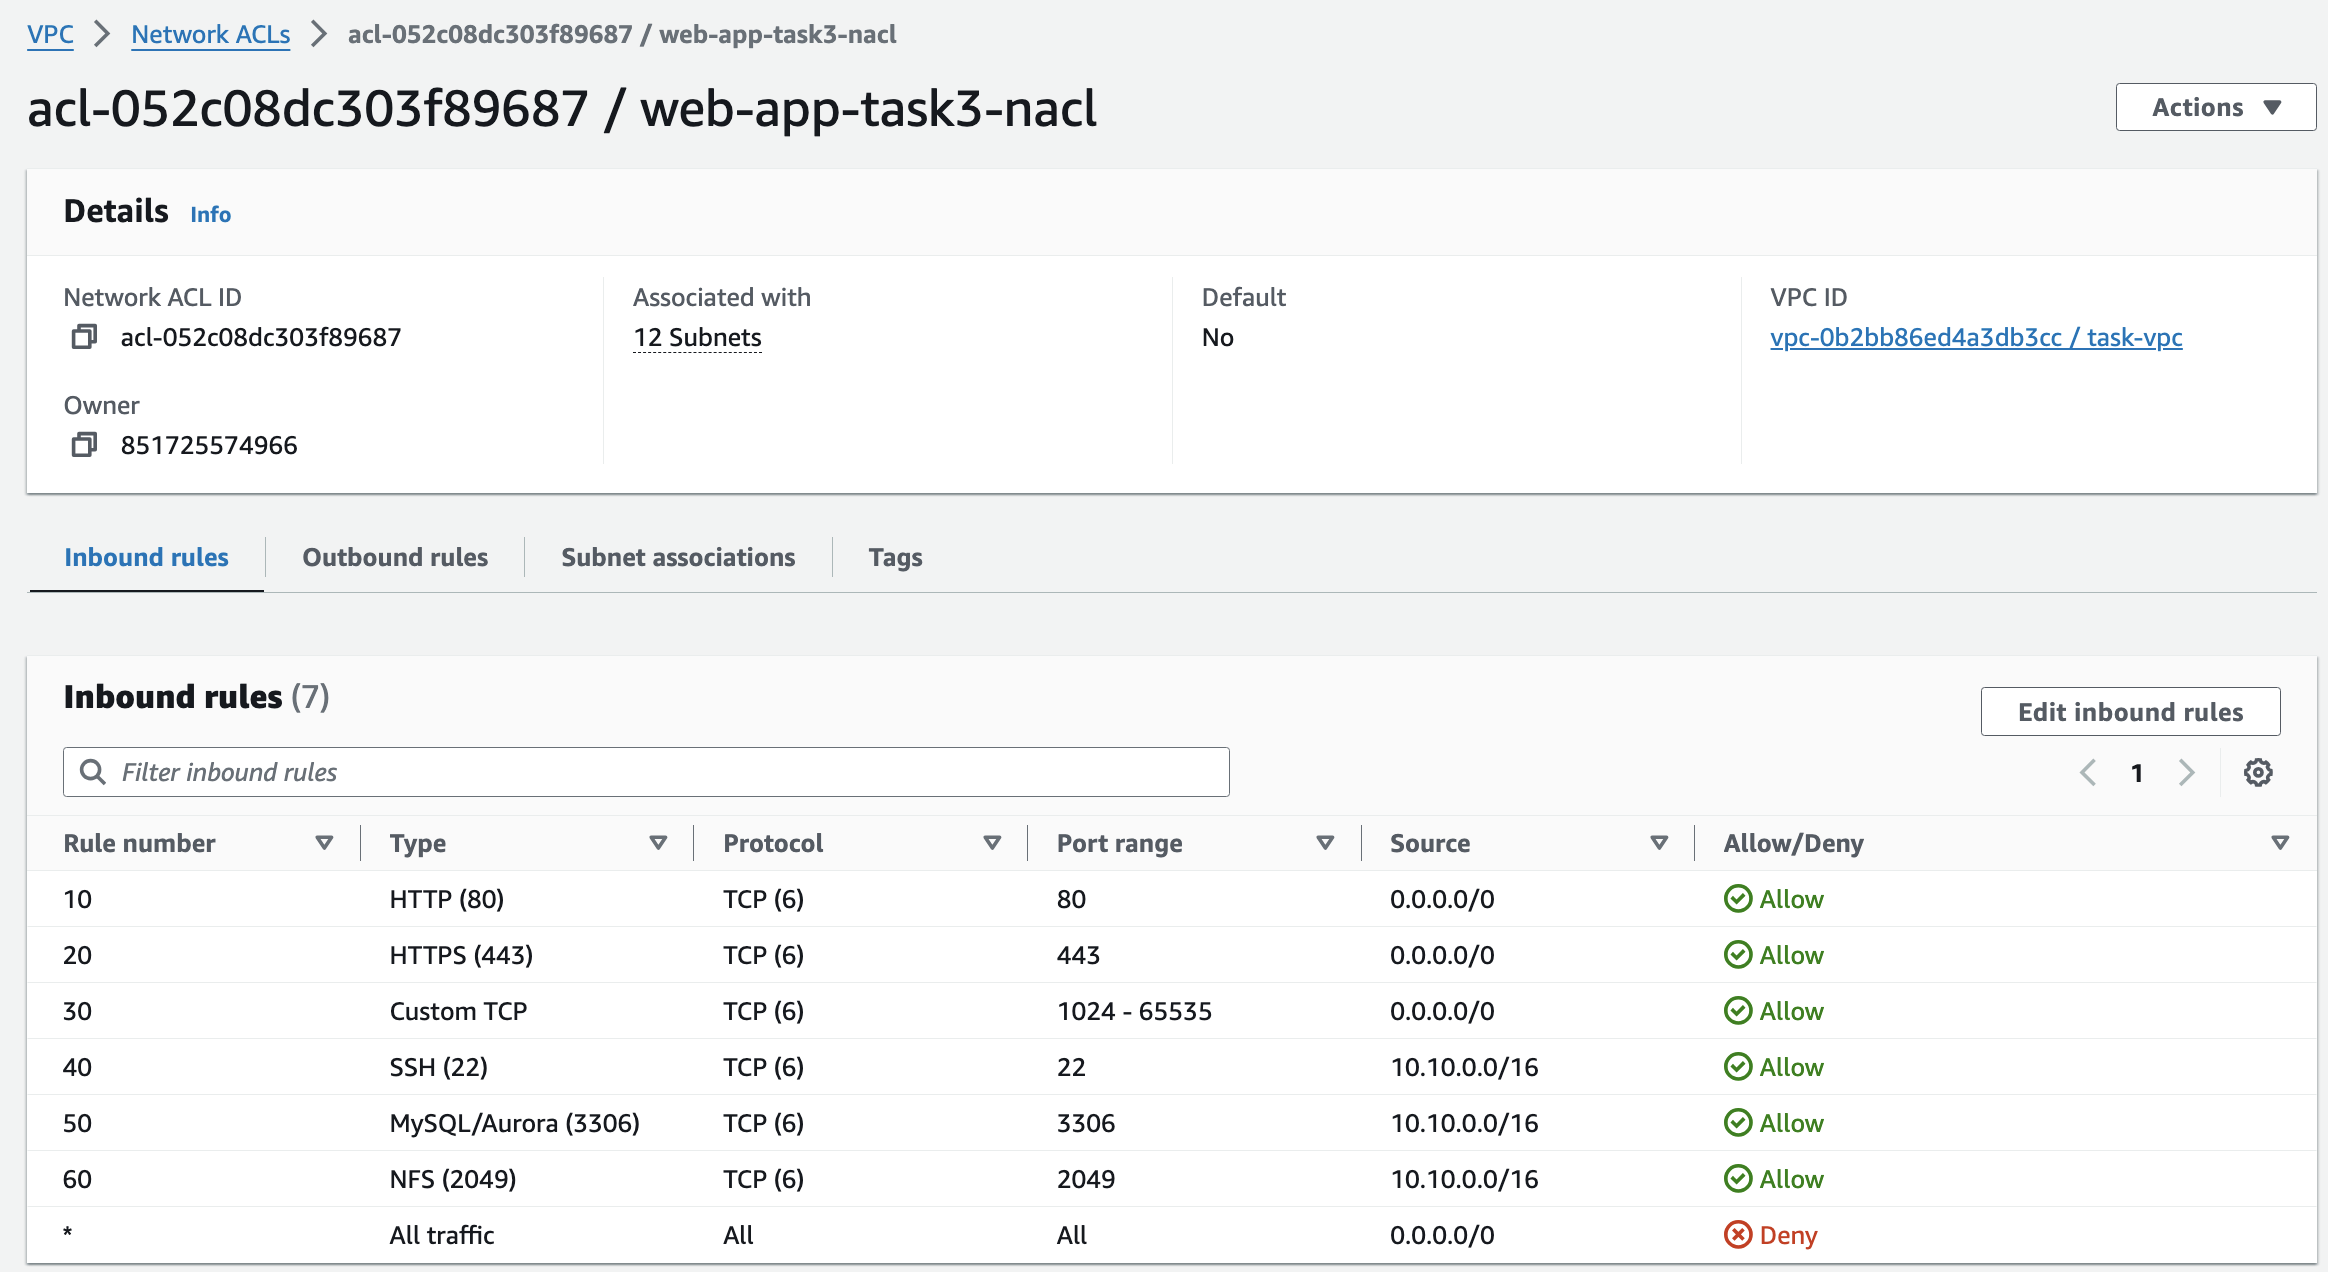 VPC > Network ACLs > acl-052c08dc303f89687 / web-app-task3-nacl
acl-052c08dc303f89687 / web-app-task3-nacl
Actions
Details Info
Network ACL ID
acl-052c08dc303f89687
Associated with
12 Subnets
Default
No
VPC ID
vpc-0b2bb86ed4a3db3cc / task-vpc
Owner
851725574966
Inbound rules Outbound rules Subnet associations Tags
Inbound rules (7)
Edit inbound rules
Filter inbound rules
1
Rule number Type Protocol Port range Source Allow/Deny
10 HTTP (80) TCP (6) 80 0.0.0.0/0 Allow
20 HTTPS (443) TCP (6) 443 0.0.0.0/0 Allow
30 Custom TCP TCP (6) 1024 - 65535 0.0.0.0/0 Allow
40 SSH (22) TCP (6) 22 10.10.0.0/16 Allow
50 MySQL/Aurora (3306) TCP (6) 3306 10.10.0.0/16 Allow
60 NFS (2049) TCP (6) 2049 10.10.0.0/16 Allow
* All traffic All All 0.0.0.0/0 Deny